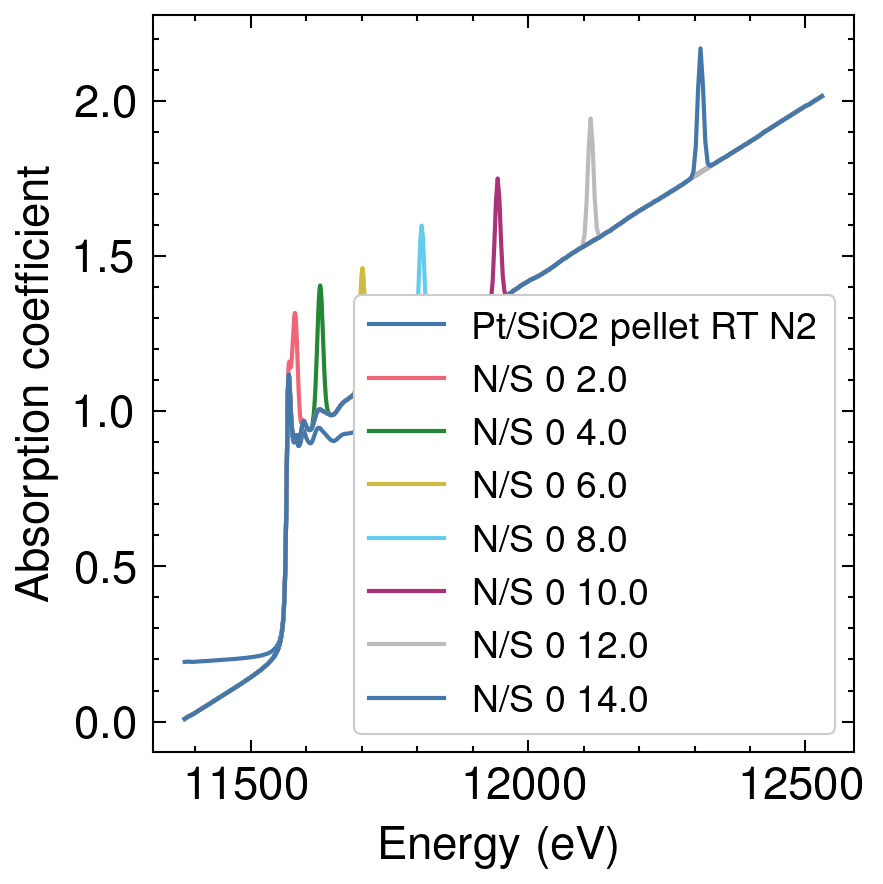 Absorption coefficient
2.0
1.5
1.0
0.5
0.0
Pt/SiO2 pellet RT N2
N/S 0 2.0
N/S 0 4.0
N/S 0 6.0
N/S 0 8.0
N/S 0 10.0
N/S 0 12.0
N/S 0 14.0
11500
12000
12500
Energy (eV)